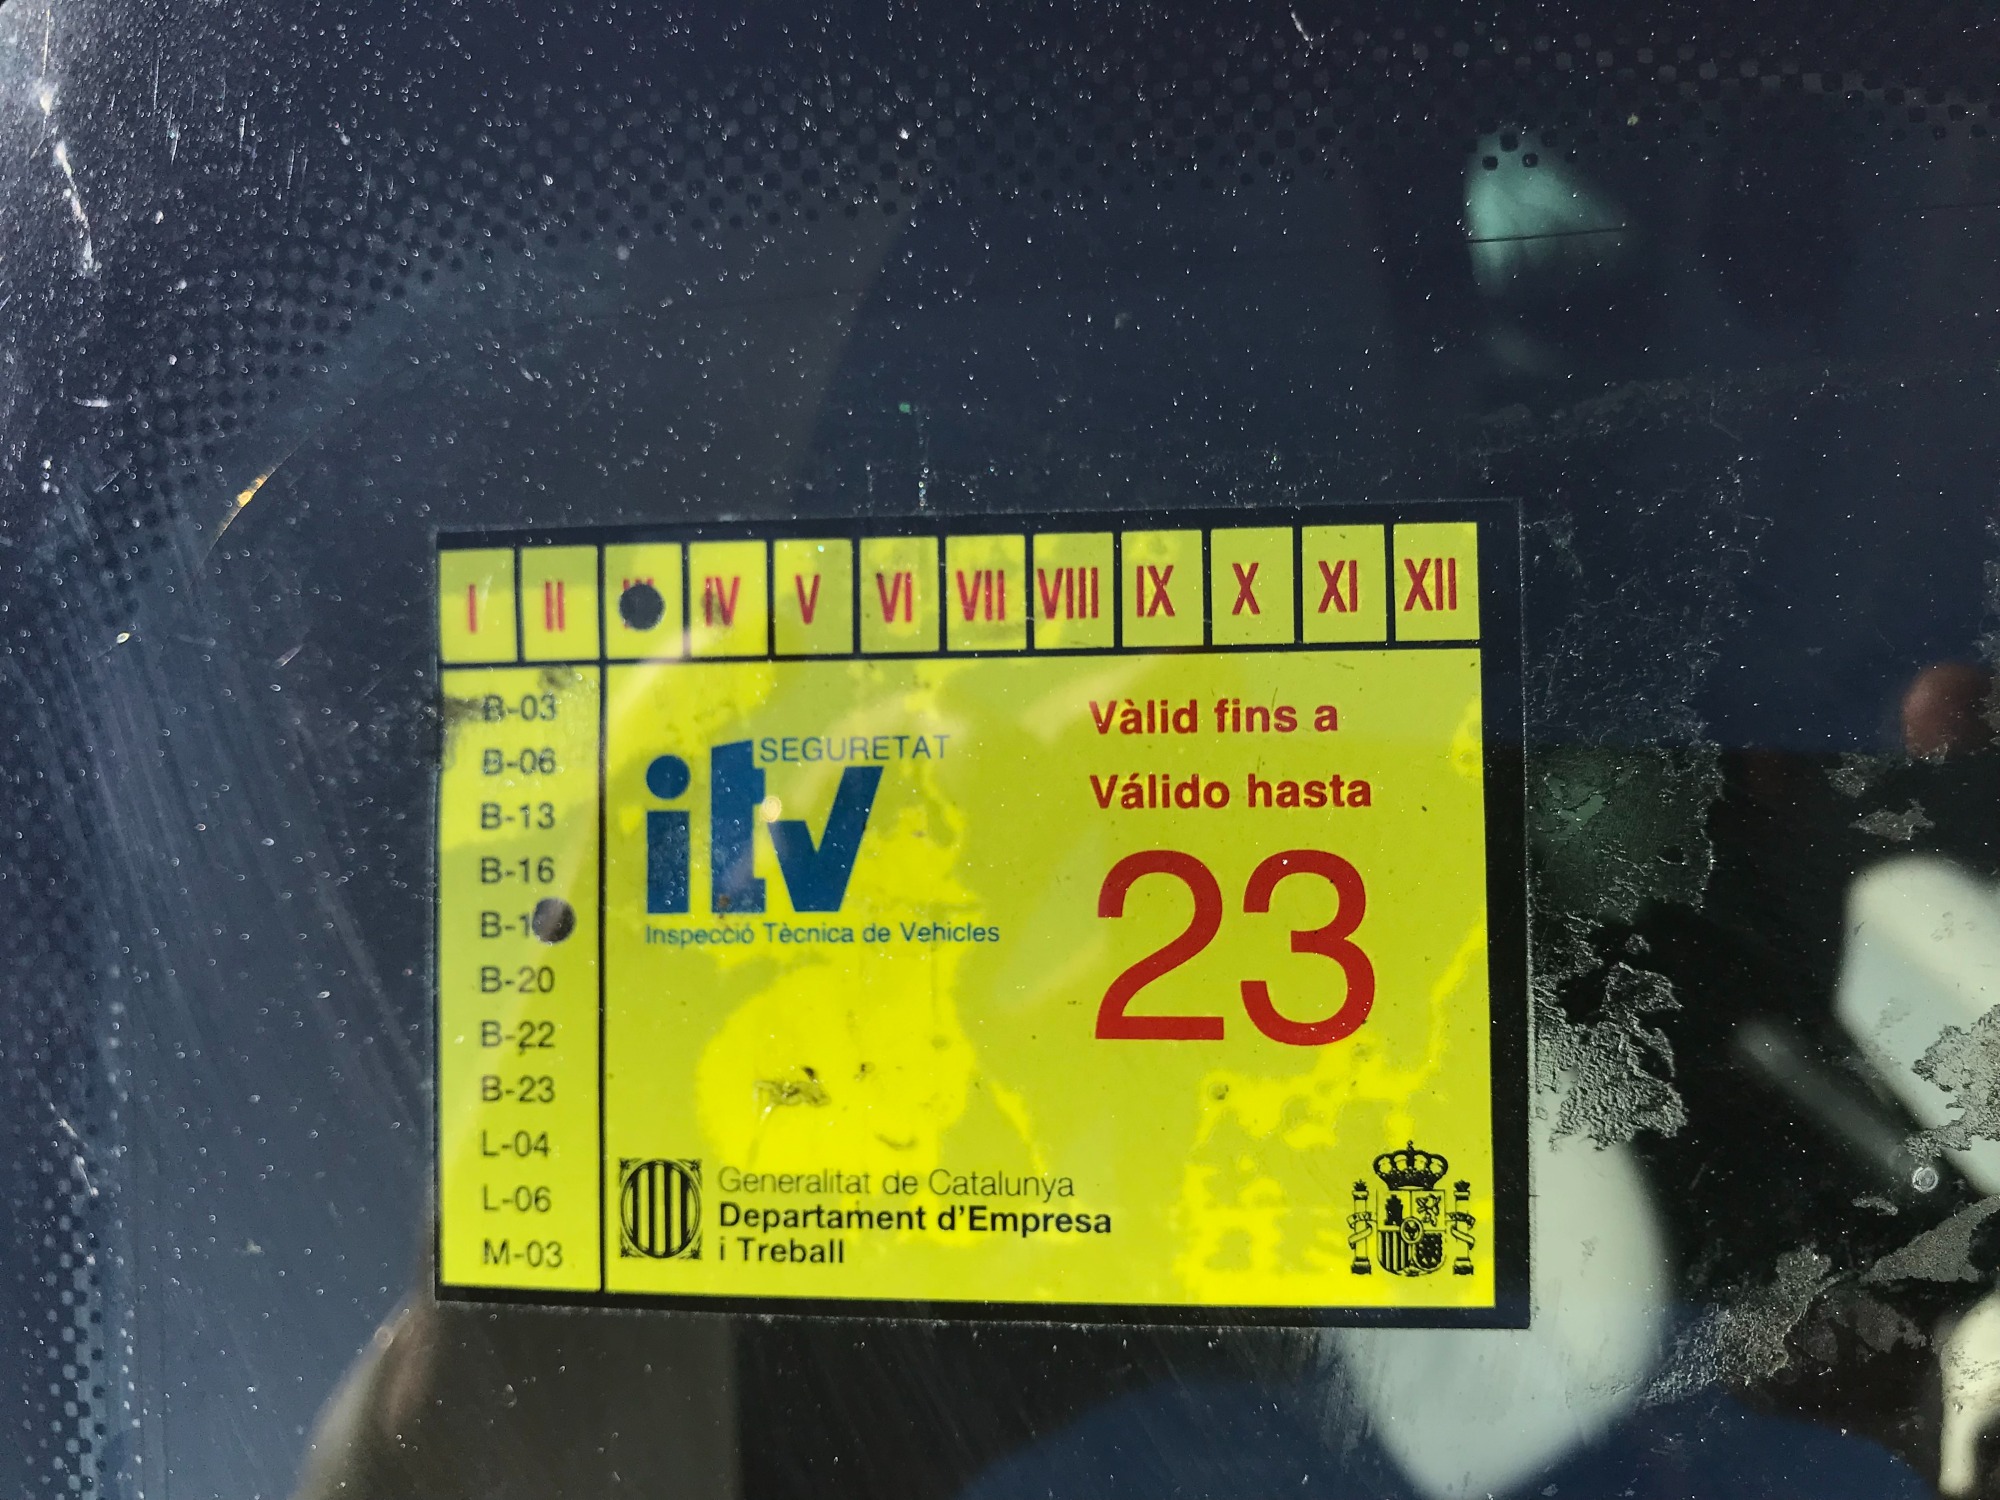 I II IV V VI VII VIII IX X XI XII
B-03
B-06
B-13
B-16
B-20
B-22
B-23
L-04
L-06
M-03
SEGURETAT
itv
Inspecció Tècnica de Vehicles
Vàlid fins a
Válido hasta
23
Generalitat de Catalunya
Departament d'Empresa
i Treball